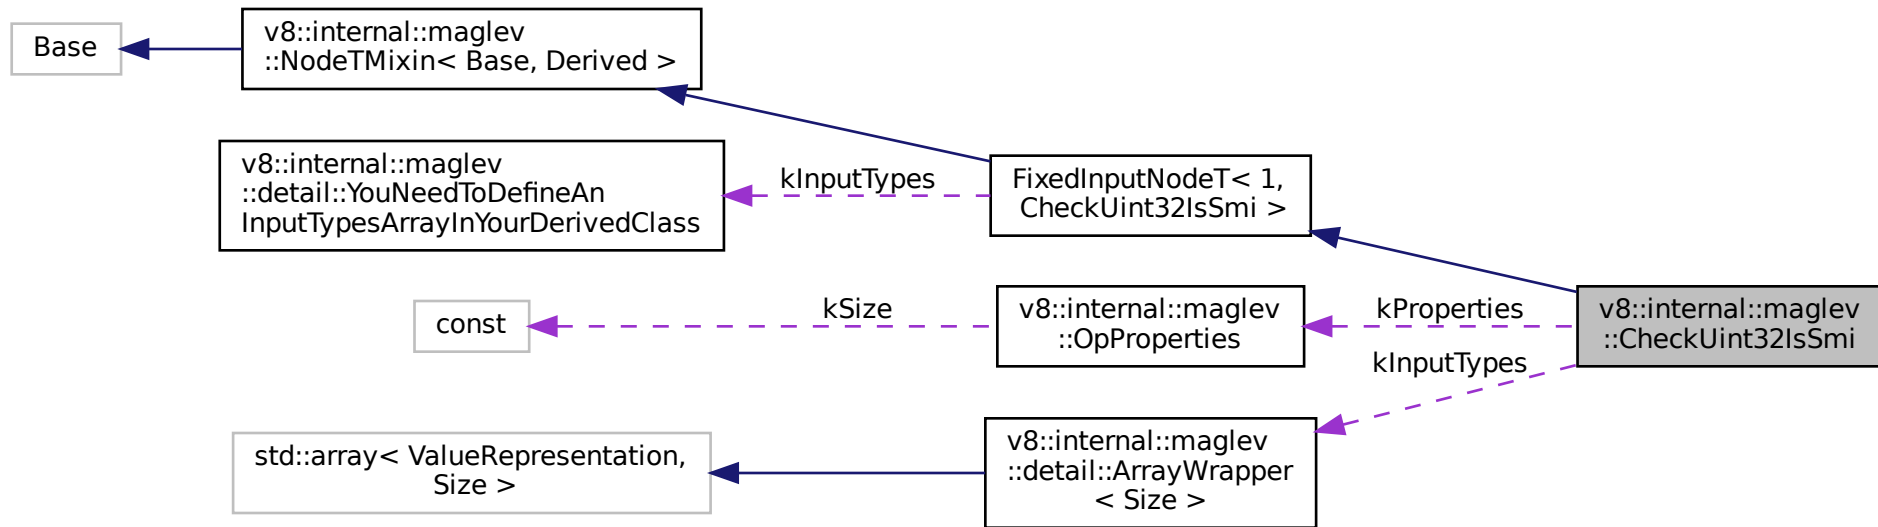 Base
v8::internal::maglev
::NodeTMixin< Base, Derived >
v8::internal::maglev
::detail::YouNeedToDefineAn
InputTypesArrayInYourDerivedClass
kInputTypes
FixedInputNodeT< 1,
CheckUint32IsSmi >
const
kSize
v8::internal::maglev
::OpProperties
kProperties
v8::internal::maglev
::CheckUint32IsSmi
kInputTypes
std::array< ValueRepresentation,
Size >
v8::internal::maglev
::detail::ArrayWrapper
< Size >